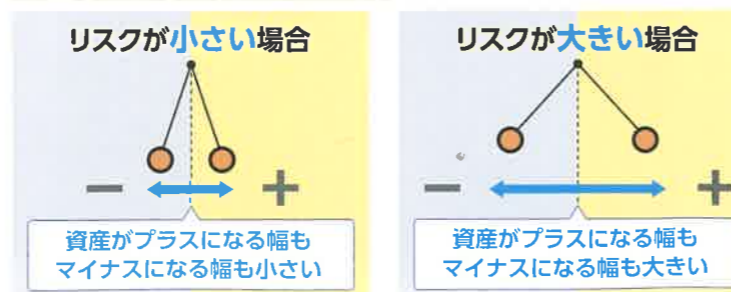 リスクが小さい場合
− +
資産がプラスになる幅も
マイナスになる幅も小さい
リスクが大きい場合
− +
資産がプラスになる幅も
マイナスになる幅も大きい